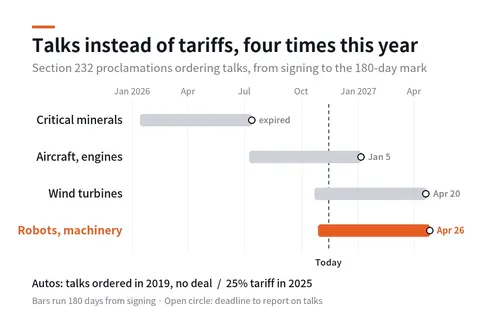 Talks instead of tariffs, four times this year
Section 232 proclamations ordering talks, from signing to the 180-day mark
Jan 2026 Apr Jul Oct Jan 2027 Apr
Critical minerals expired
Aircraft, engines Jan 5
Wind turbines Apr 20
Robots, machinery Apr 26
Today
Autos: talks ordered in 2019, no deal / 25% tariff in 2025
Bars run 180 days from signing · Open circle: deadline to report on talks